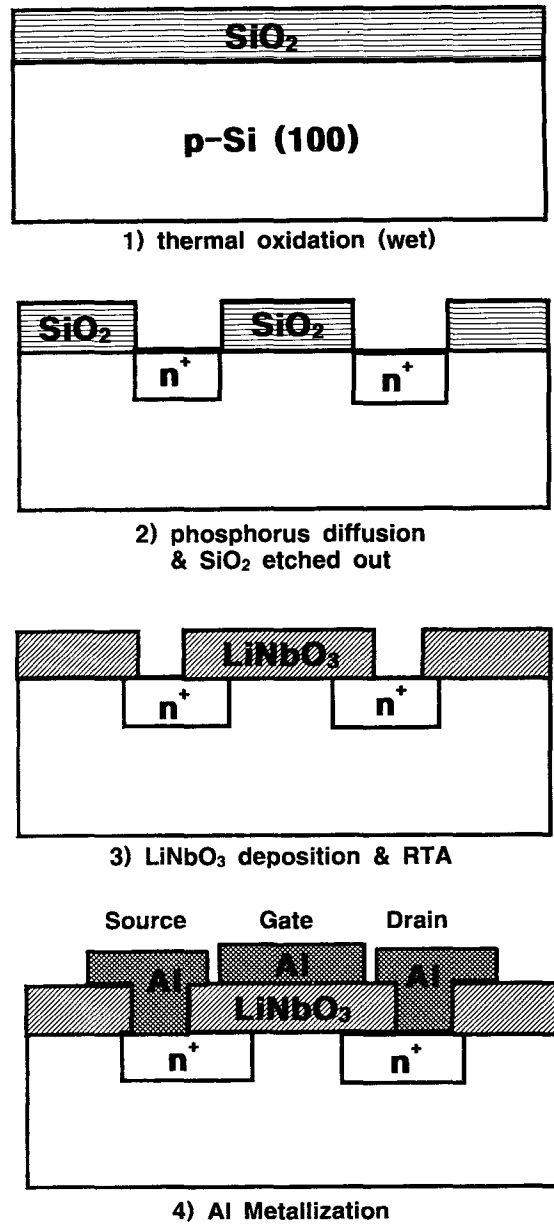 SiO₂
p-Si (100)
1) thermal oxidation (wet)
SiO₂ SiO₂
n⁺ n⁺
2) phosphorus diffusion
& SiO₂ etched out
LiNbO₃
n⁺ n⁺
3) LiNbO₃ deposition & RTA
Source Gate Drain
Al Al Al
LiNbO₃
n⁺ n⁺
4) Al Metallization